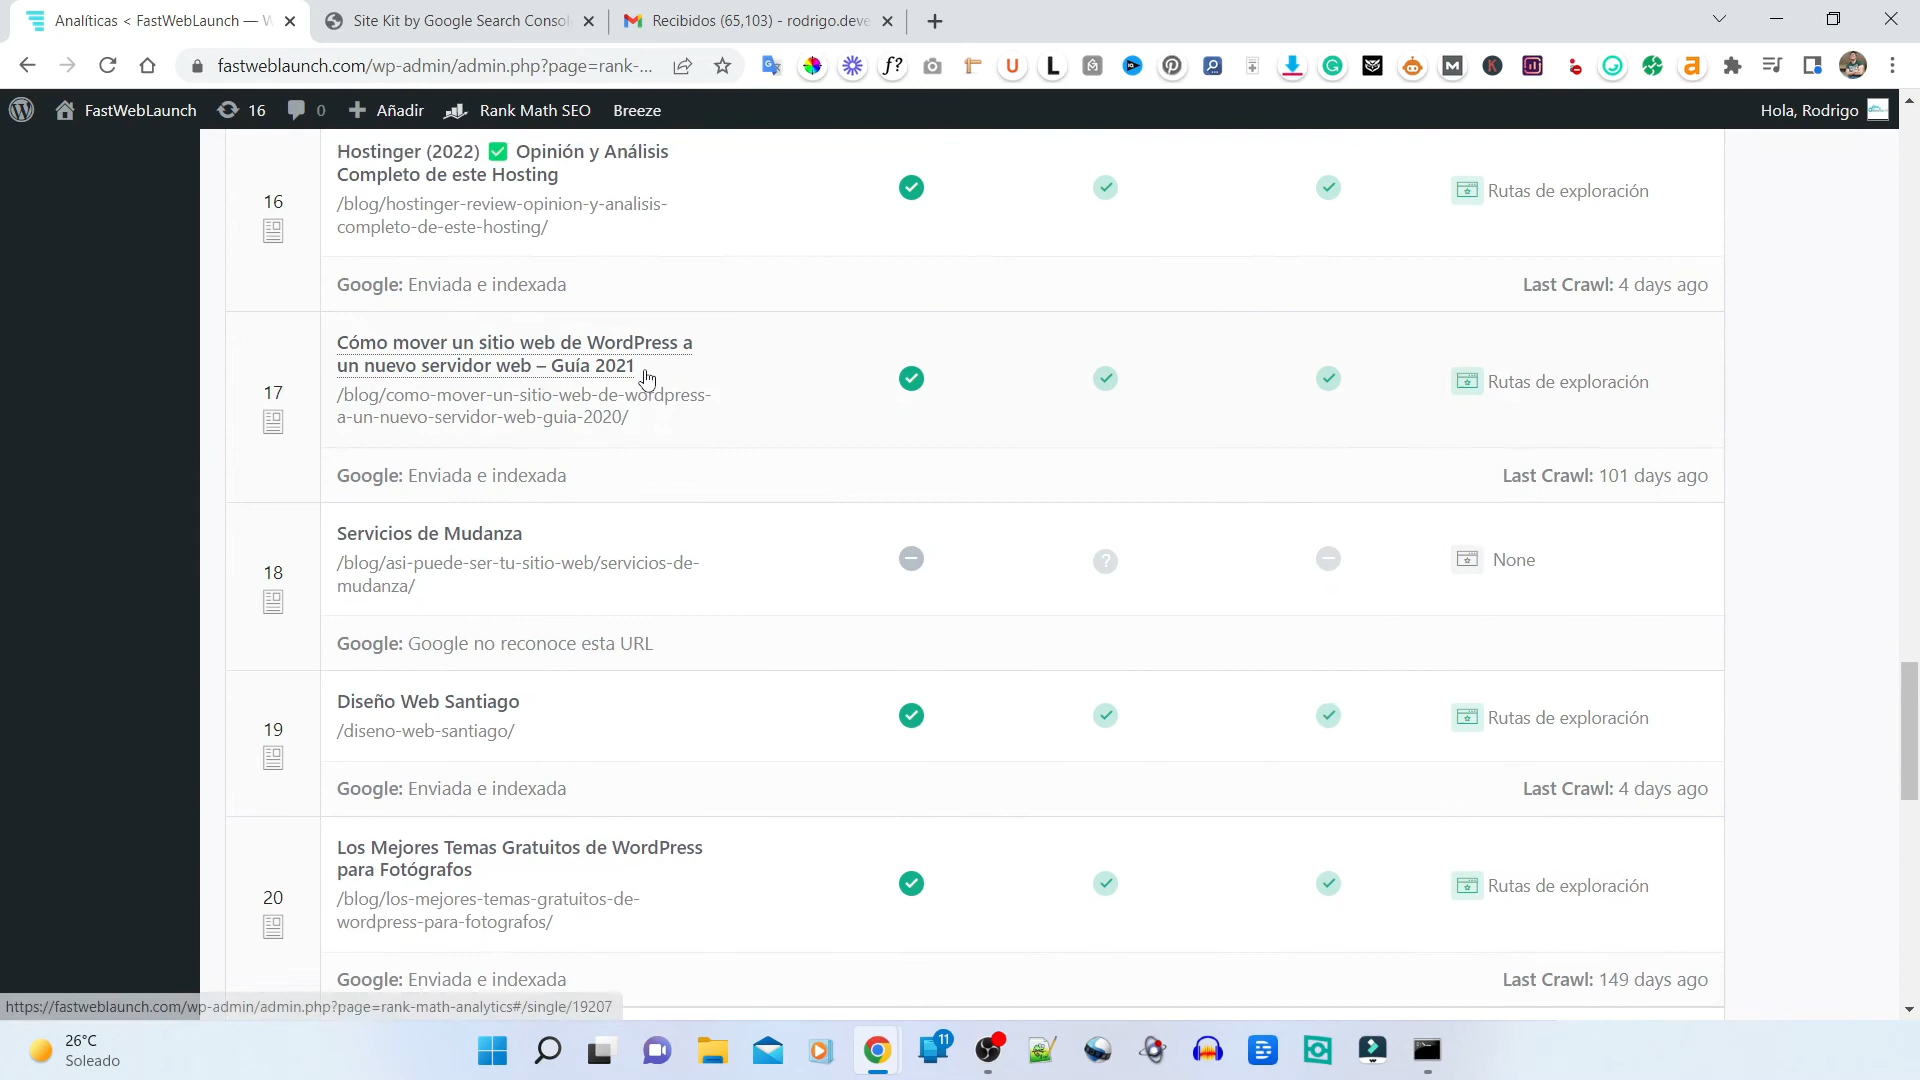 Analíticas < FastWebLaunch — W
Site Kit by Google Search Consol
Recibidos (65,103) - rodrigo.deve
fastweblaunch.com/wp-admin/admin.php?page=rank-...
FastWebLaunch
16
0
Añadir
Rank Math SEO
Breeze
Hola, Rodrigo
Hostinger (2022) ✅ Opinión y Análisis
Completo de este Hosting
/blog/hostinger-review-opinion-y-analisis-
completo-de-este-hosting/
16
Rutas de exploración
Google: Enviada e indexada
Last Crawl: 4 days ago
Cómo mover un sitio web de WordPress a
un nuevo servidor web – Guía 2021
/blog/como-mover-un-sitio-web-de-wordpress-
a-un-nuevo-servidor-web-guia-2020/
17
Rutas de exploración
Google: Enviada e indexada
Last Crawl: 101 days ago
Servicios de Mudanza
/blog/asi-puede-ser-tu-sitio-web/servicios-de-
mudanza/
18
None
Google: Google no reconoce esta URL
Diseño Web Santiago
/diseno-web-santiago/
19
Rutas de exploración
Google: Enviada e indexada
Last Crawl: 4 days ago
Los Mejores Temas Gratuitos de WordPress
para Fotógrafos
/blog/los-mejores-temas-gratuitos-de-
wordpress-para-fotografos/
20
Rutas de exploración
Google: Enviada e indexada
Last Crawl: 149 days ago
https://fastweblaunch.com/wp-admin/admin.php?page=rank-math-analytics#/single/19207
26°C
Soleado
11